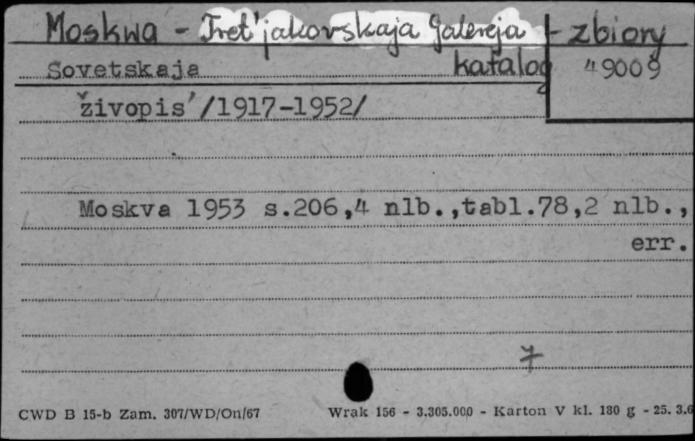 Moskwa - Tret'jakovskaja Galereja - zbiory
Sovetskaja katalog 49009
živopis'/1917-1952/
Moskva 1953 s.206,4 nlb.,tabl.78,2 nlb.,
err.
7
CWD B 15-b Zam. 307/WD/On/67 Wrak 156 - 3.305.000 - Karton V kl. 180 g - 25. 3.6